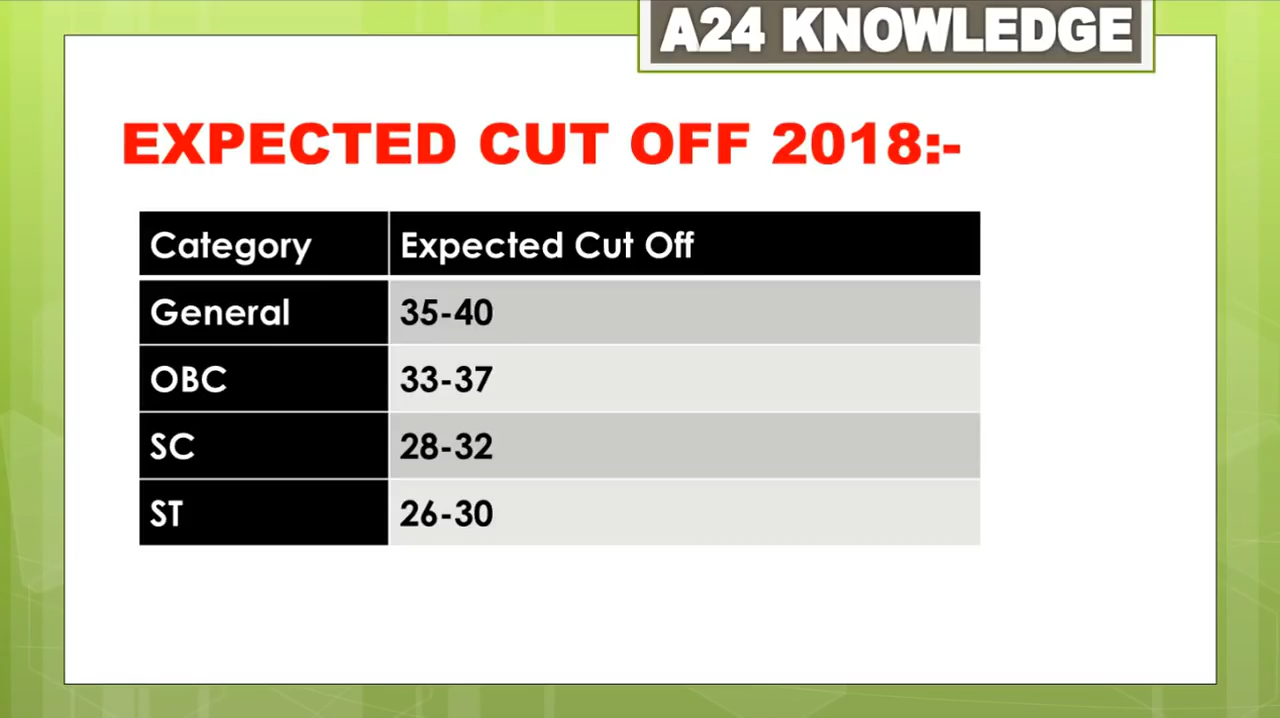 A24 KNOWLEDGE
EXPECTED CUT OFF 2018:-
Category Expected Cut Off
General 35-40
OBC 33-37
SC 28-32
ST 26-30